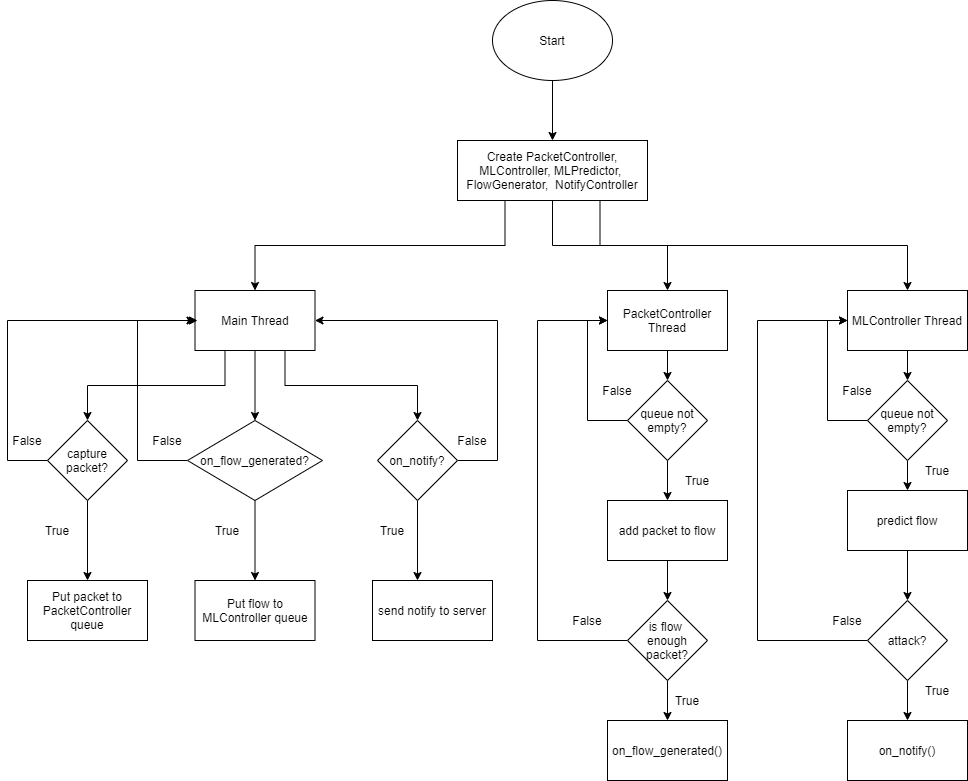 Start
Create PacketController,
MLController, MLPredictor,
FlowGenerator, NotifyController
Main Thread
PacketController
Thread
MLController Thread
False
capture
packet?
False
on_flow_generated?
on_notify?
False
False
queue not
empty?
False
queue not
empty?
True
True
True
True
True
Put packet to
PacketController
queue
Put flow to
MLController queue
send notify to server
add packet to flow
predict flow
False
is flow
enough
packet?
False
attack?
True
True
on_flow_generated()
on_notify()